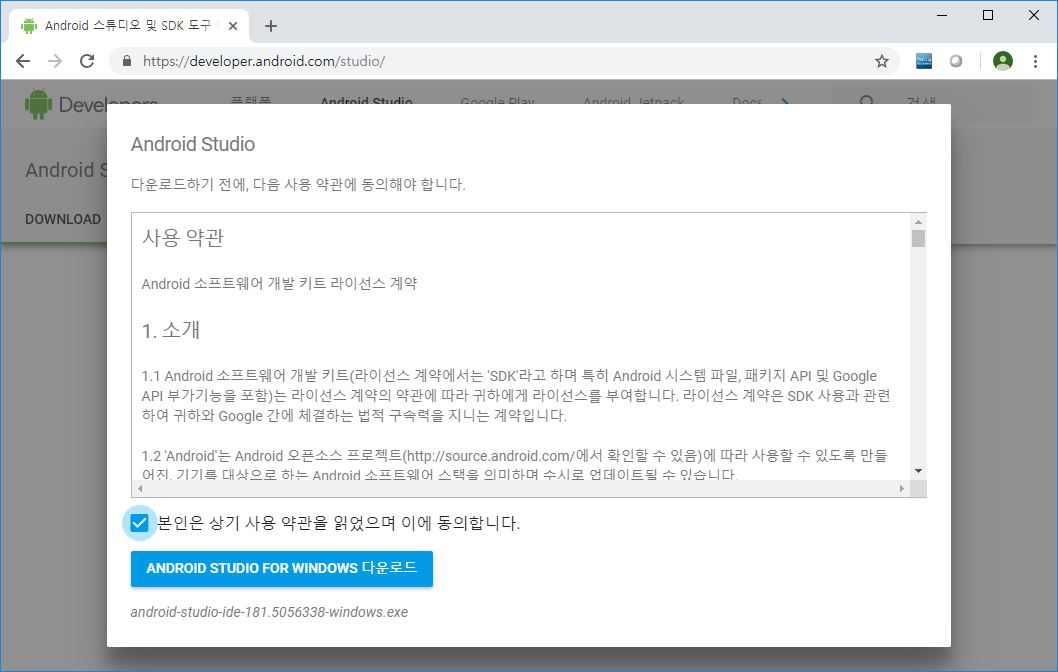 Android 스튜디오 및 SDK 도구
https://developer.android.com/studio/
Developers 플랫폼 Android Studio Google Play Android Jetpack Docs 검색
Android S
DOWNLOAD
Android Studio
다운로드하기 전에, 다음 사용 약관에 동의해야 합니다.
사용 약관
Android 소프트웨어 개발 키트 라이선스 계약
1. 소개
1.1 Android 소프트웨어 개발 키트(라이선스 계약에서는 'SDK'라고 하며 특히 Android 시스템 파일, 패키지 API 및 Google
API 부가기능을 포함)는 라이선스 계약의 약관에 따라 귀하에게 라이선스를 부여합니다. 라이선스 계약은 SDK 사용과 관련
하여 귀하와 Google 간에 체결하는 법적 구속력을 지니는 계약입니다.
1.2 'Android'는 Android 오픈소스 프로젝트(http://source.android.com/에서 확인할 수 있음)에 따라 사용할 수 있도록 만들
어진, 기기를 대상으로 하는 Android 소프트웨어 스택을 의미하며 수시로 업데이트될 수 있습니다.
본인은 상기 사용 약관을 읽었으며 이에 동의합니다.
ANDROID STUDIO FOR WINDOWS 다운로드
android-studio-ide-181.5056338-windows.exe